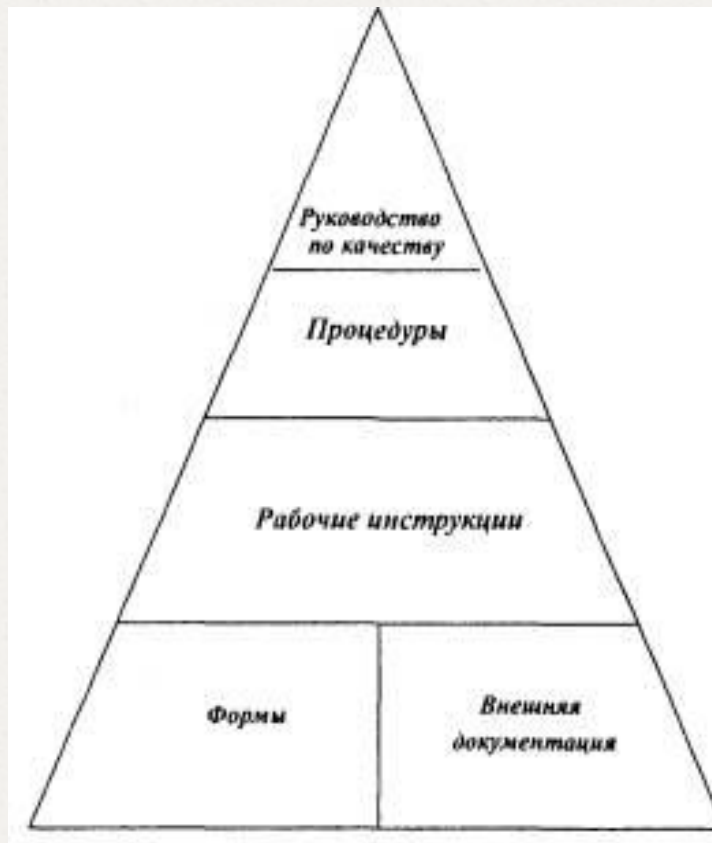 Руководство
по качеству
Процедуры
Рабочие инструкции
Формы
Внешняя
документация